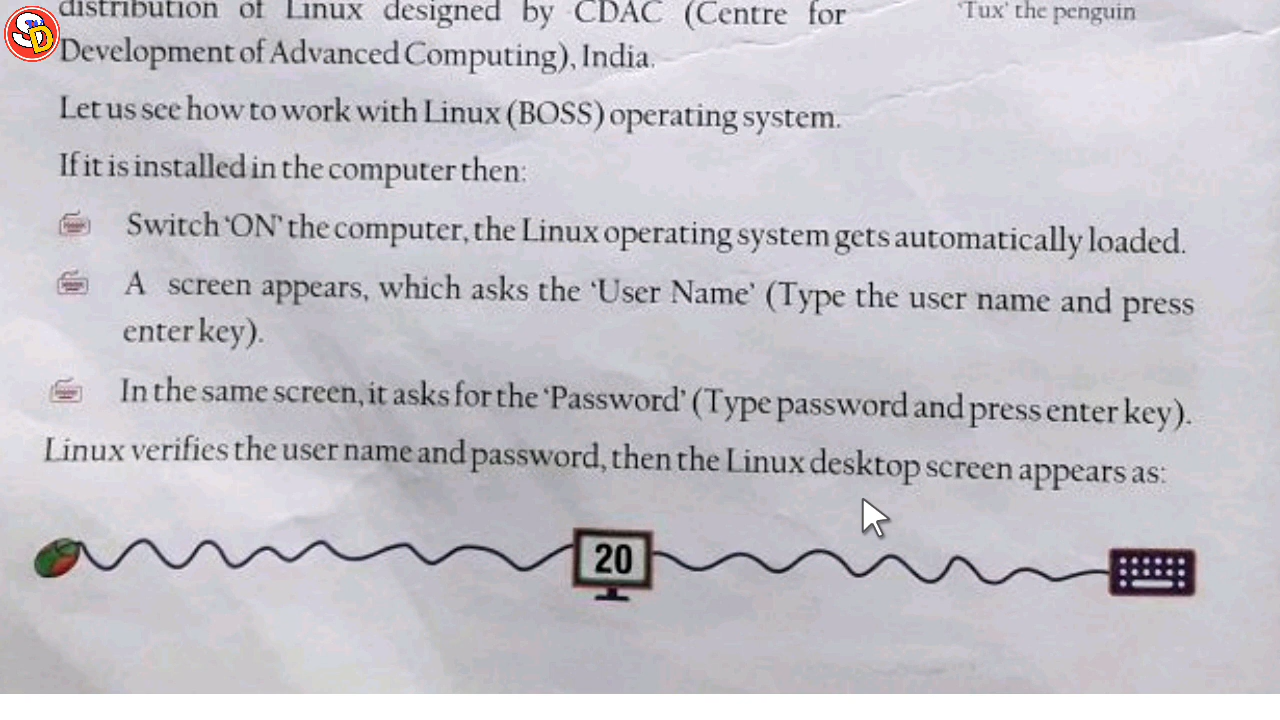 distribution of Linux designed by CDAC (Centre for
'Tux' the penguin
Development of Advanced Computing), India.
Let us see how to work with Linux (BOSS) operating system.
If it is installed in the computer then:
Switch 'ON' the computer, the Linux operating system gets automatically loaded.
A screen appears, which asks the 'User Name' (Type the user name and press
enter key).
In the same screen, it asks for the 'Password' (Type password and press enter key).
Linux verifies the user name and password, then the Linux desktop screen appears as:
20